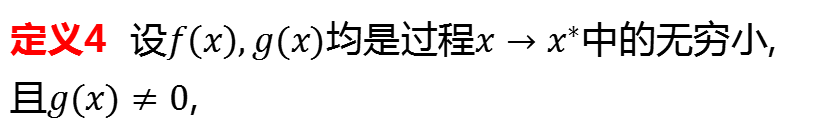 定义4 设f(x), g(x)均是过程x → x*中的无穷小,
且g(x) ≠ 0,